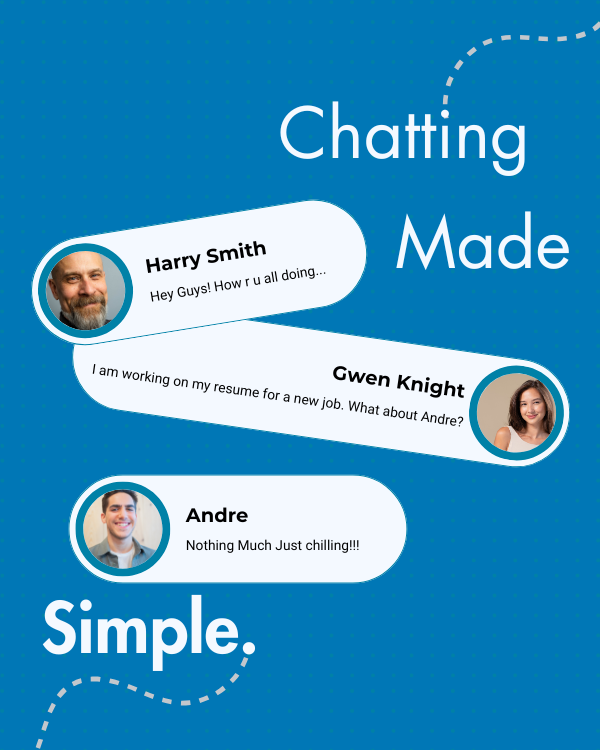 Chatting
Made
Harry Smith
Hey Guys! How r u all doing...
Gwen Knight
I am working on my resume for a new job. What about Andre?
Andre
Nothing Much Just chilling!!!
Simple.